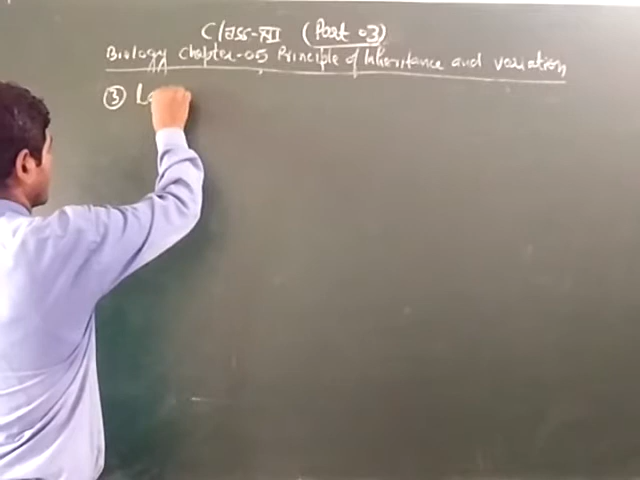 Class-XII (Part 03)
Biology Chapter-05 Principle of Inheritance and variation
③ L